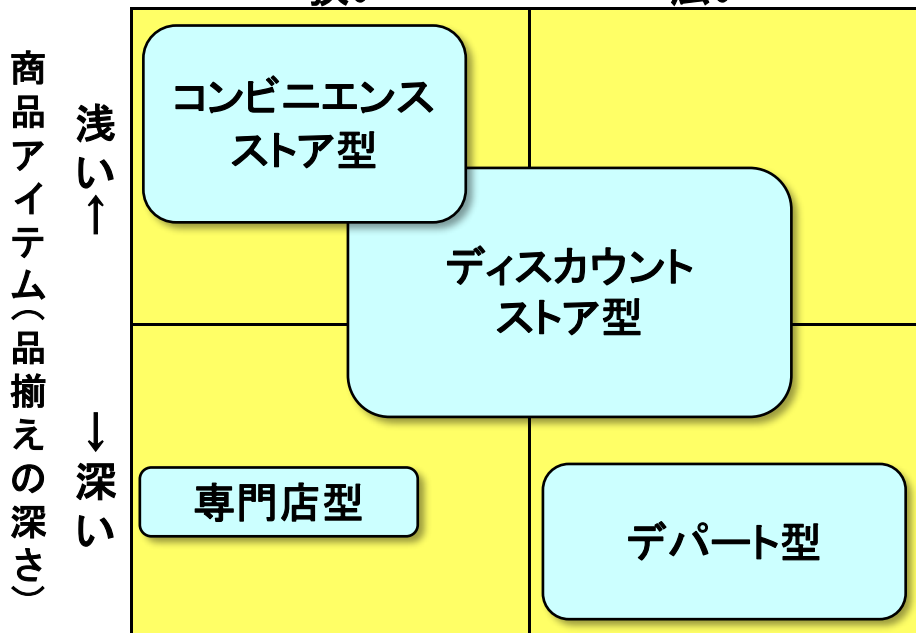 コンビニエンス
ストア型
ディスカウント
ストア型
専門店型
デパート型
商品アイテム(品揃えの深さ)
浅い↑
↓深い